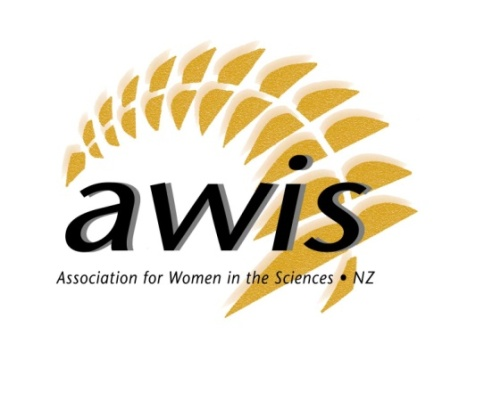 awis
Association for Women in the Sciences • NZ